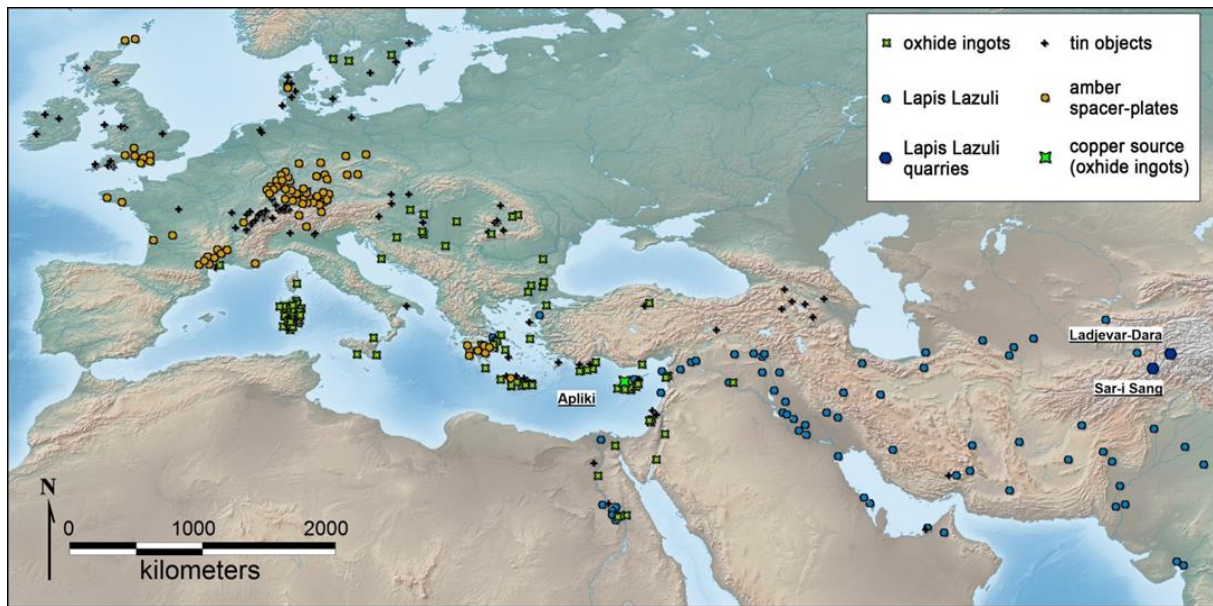 oxhide ingots
tin objects
Lapis Lazuli
amber
spacer-plates
Lapis Lazuli
quarries
copper source
(oxhide ingots)
Ladjevar-Dara
Sar-i Sang
Apliki
N
0 1000 2000
kilometers